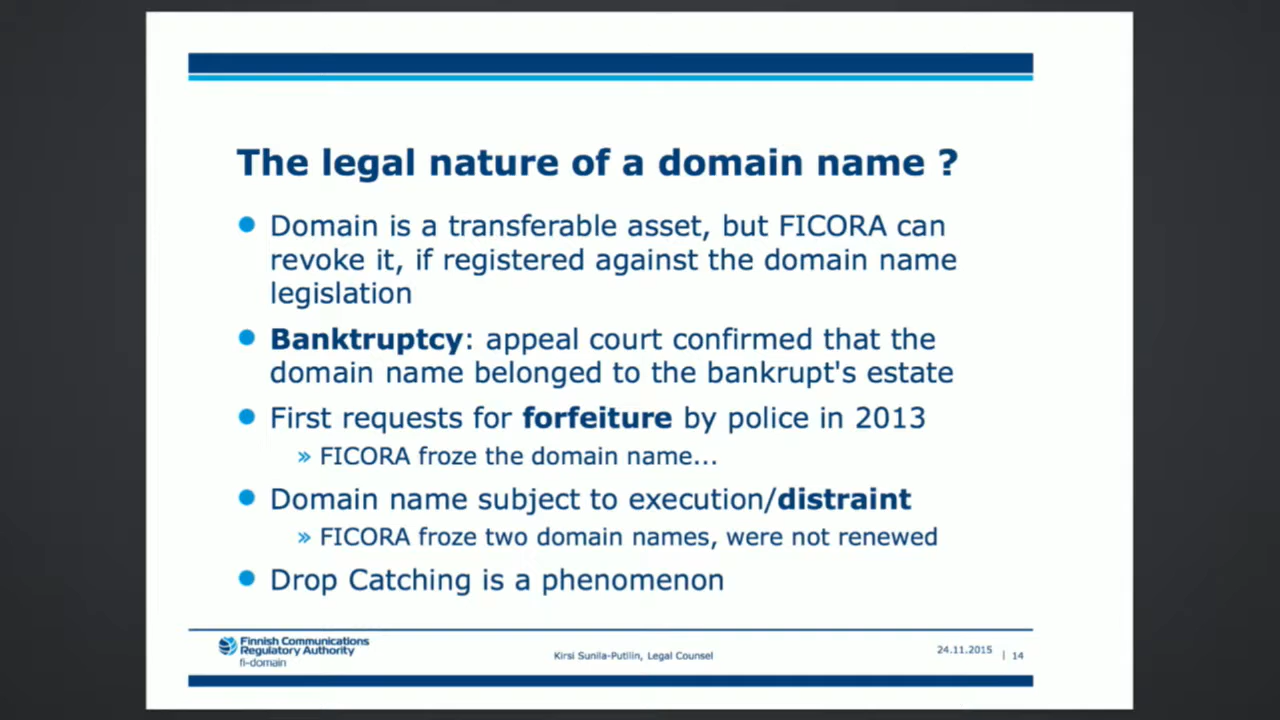 The legal nature of a domain name ?
Domain is a transferable asset, but FICORA can
revoke it, if registered against the domain name
legislation
Banktruptcy: appeal court confirmed that the
domain name belonged to the bankrupt's estate
First requests for forfeiture by police in 2013
» FICORA froze the domain name...
Domain name subject to execution/distraint
» FICORA froze two domain names, were not renewed
Drop Catching is a phenomenon
Finnish Communications
Regulatory Authority
fi-domain
Kirsi Sunila-Putilin, Legal Counsel
24.11.2015 | 14